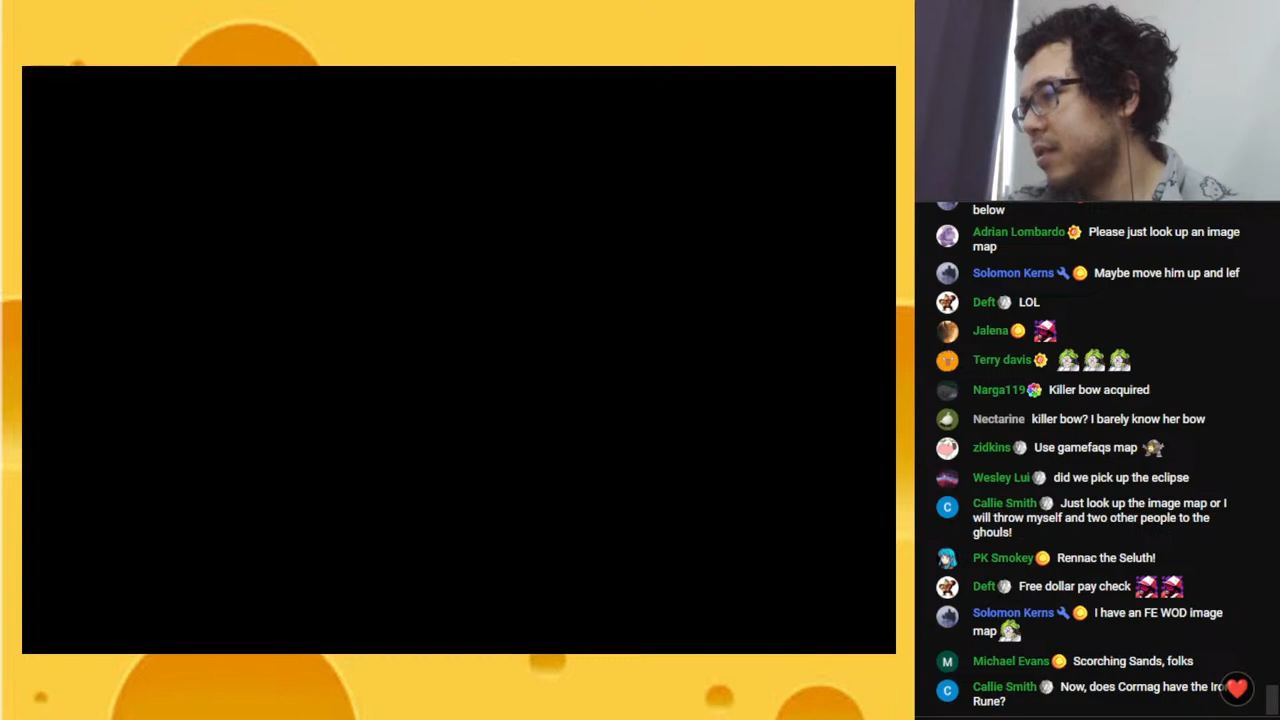 below
Adrian Lombardo Please just look up an image
map
Solomon Kerns Maybe move him up and lef
Deft LOL
Jalena
Terry davis
Narga119 Killer bow acquired
Nectarine killer bow? I barely know her bow
zidkins Use gamefaqs map
Wesley Lui did we pick up the eclipse
C Callie Smith Just look up the image map or I
will throw myself and two other people to the
ghouls!
PK Smokey Rennac the Seluth!
Deft Free dollar pay check
Solomon Kerns I have an FE WOD image
map
M Michael Evans Scorching Sands, folks
C Callie Smith Now, does Cormag have the Iron
Rune?